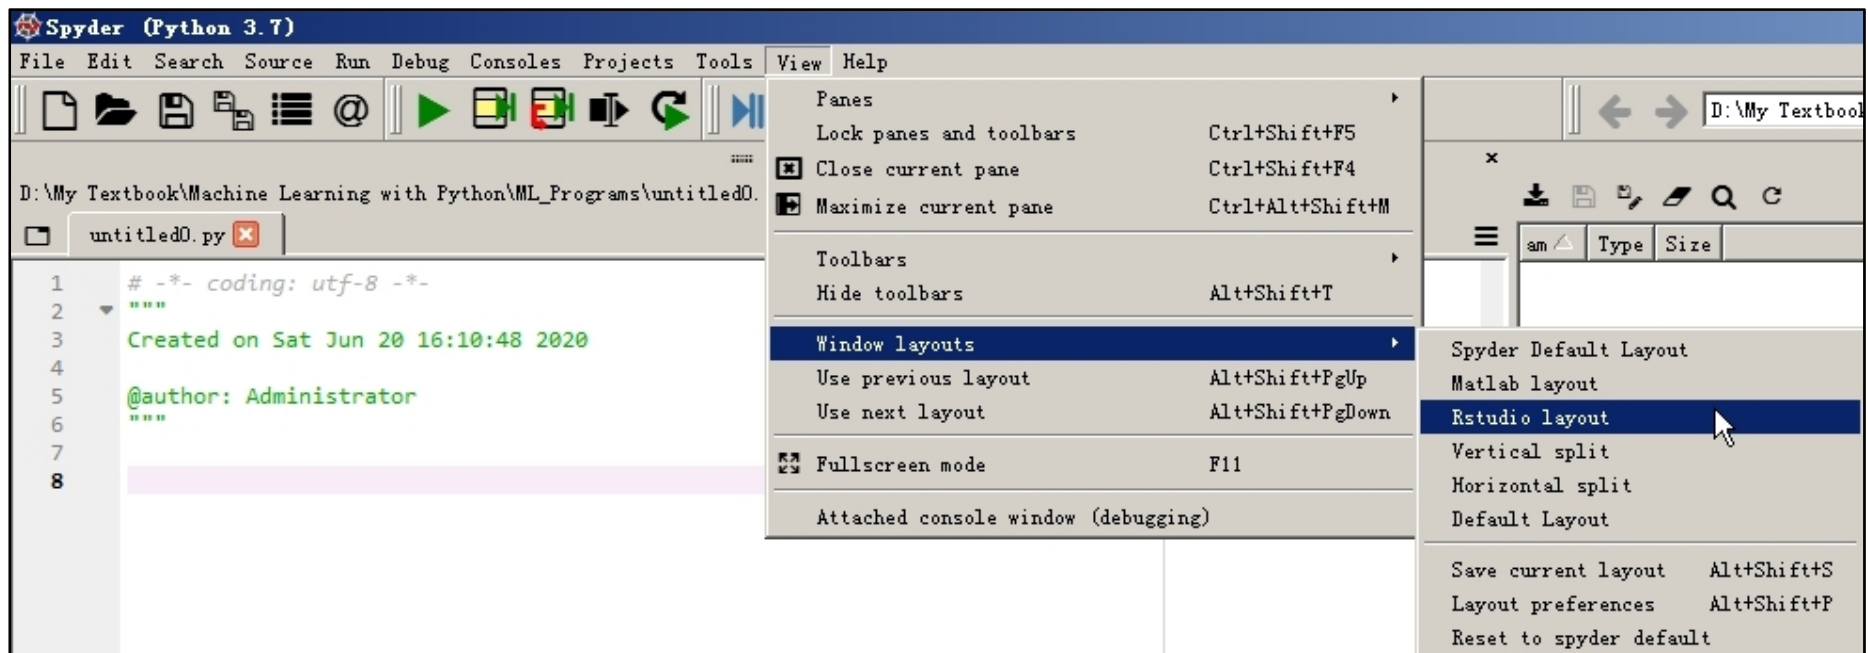 Spyder (Python 3.7)
File Edit Search Source Run Debug Consoles Projects Tools View Help
D:\My Textbook\Machine Learning with Python\ML_Programs\untitled0.
untitled0.py
1 # -*- coding: utf-8 -*-
2 """
3 Created on Sat Jun 20 16:10:48 2020
4
5 @author: Administrator
6 """
7
8
Panes
Lock panes and toolbars Ctrl+Shift+F5
Close current pane Ctrl+Shift+F4
Maximize current pane Ctrl+Alt+Shift+M
Toolbars
Hide toolbars Alt+Shift+T
Window layouts
Use previous layout Alt+Shift+PgUp
Use next layout Alt+Shift+PgDown
Fullscreen mode F11
Attached console window (debugging)
Spyder Default Layout
Matlab layout
Rstudio layout
Vertical split
Horizontal split
Default Layout
Save current layout Alt+Shift+S
Layout preferences Alt+Shift+P
Reset to spyder default
D:\My Textbook
am Type Size